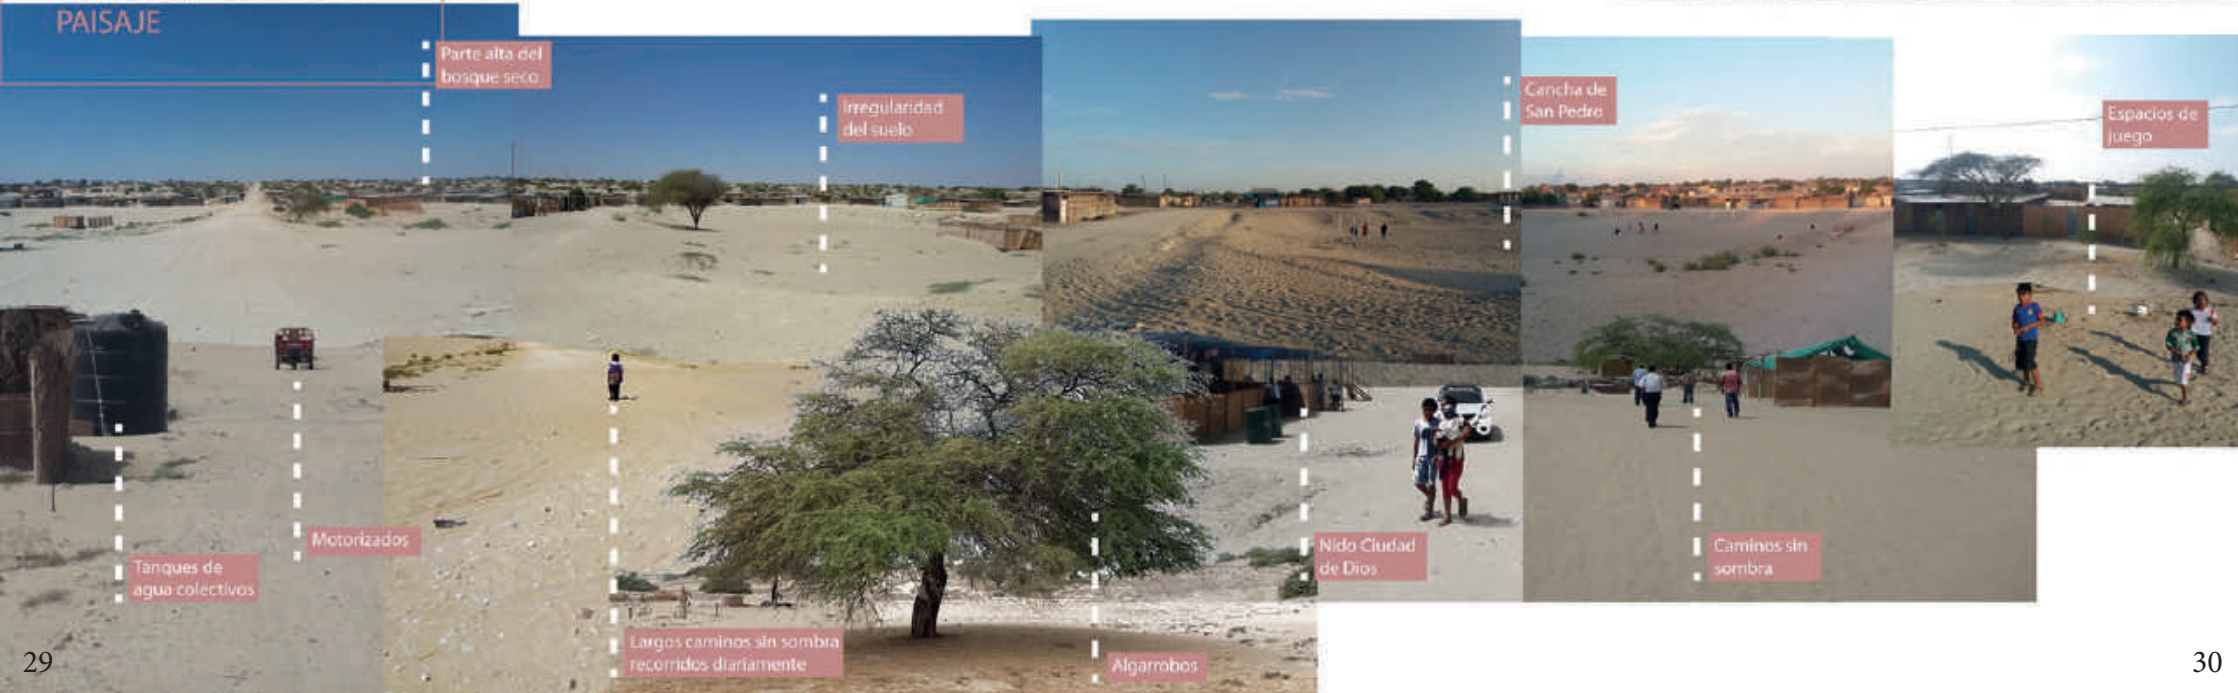 PAISAJE
Parte alta del
bosque seco
Irregularidad
del suelo
Cancha de
San Pedro
Espacios de
juego
Tanques de
agua colectivos
Motorizados
Largos caminos sin sombra
recorridos diariamente
Algarrobos
Nido Ciudad
de Dios
Caminos sin
sombra
29
30